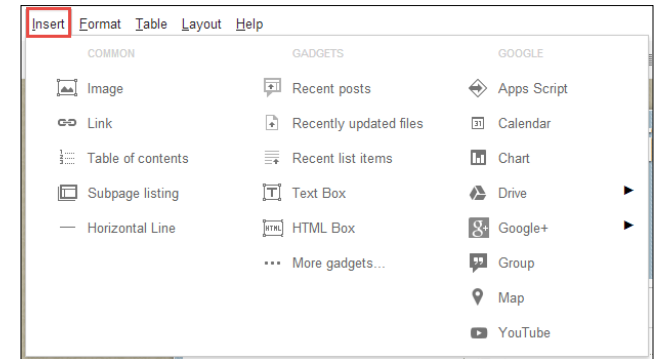 Insert Format Table Layout Help
COMMON GADGETS GOOGLE
Image Recent posts Apps Script
Link Recently updated files 31 Calendar
Table of contents Recent list items Chart
Subpage listing T Text Box Drive
Horizontal Line HTML HTML Box g+ Google+
More gadgets... Group
Map
YouTube